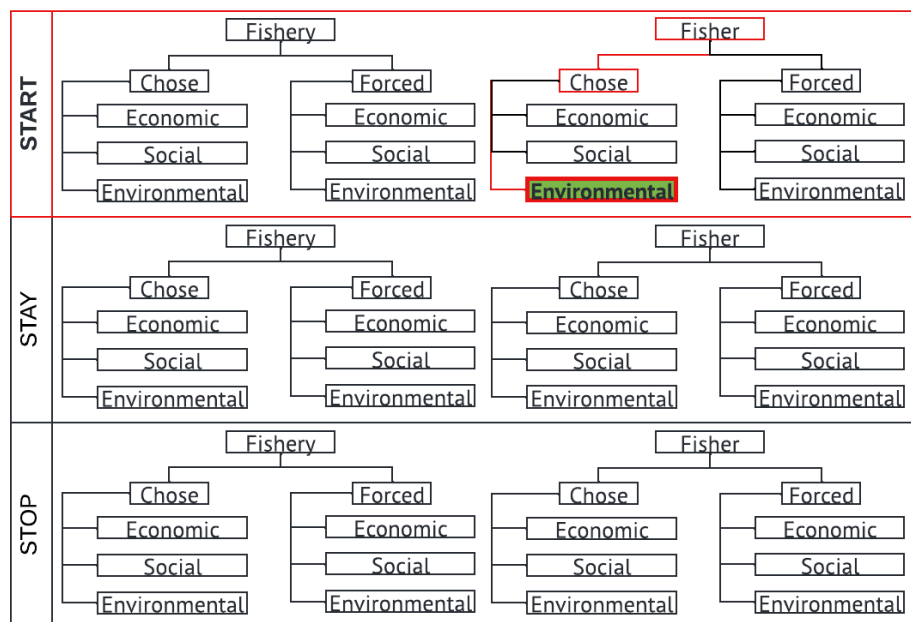 START
Fishery
Fisher
Chose
Forced
Chose
Forced
Economic
Economic
Economic
Economic
Social
Social
Social
Social
Environmental
Environmental
Environmental
Environmental
STAY
Fishery
Fisher
Chose
Forced
Chose
Forced
Economic
Economic
Economic
Economic
Social
Social
Social
Social
Environmental
Environmental
Environmental
Environmental
STOP
Fishery
Fisher
Chose
Forced
Chose
Forced
Economic
Economic
Economic
Economic
Social
Social
Social
Social
Environmental
Environmental
Environmental
Environmental